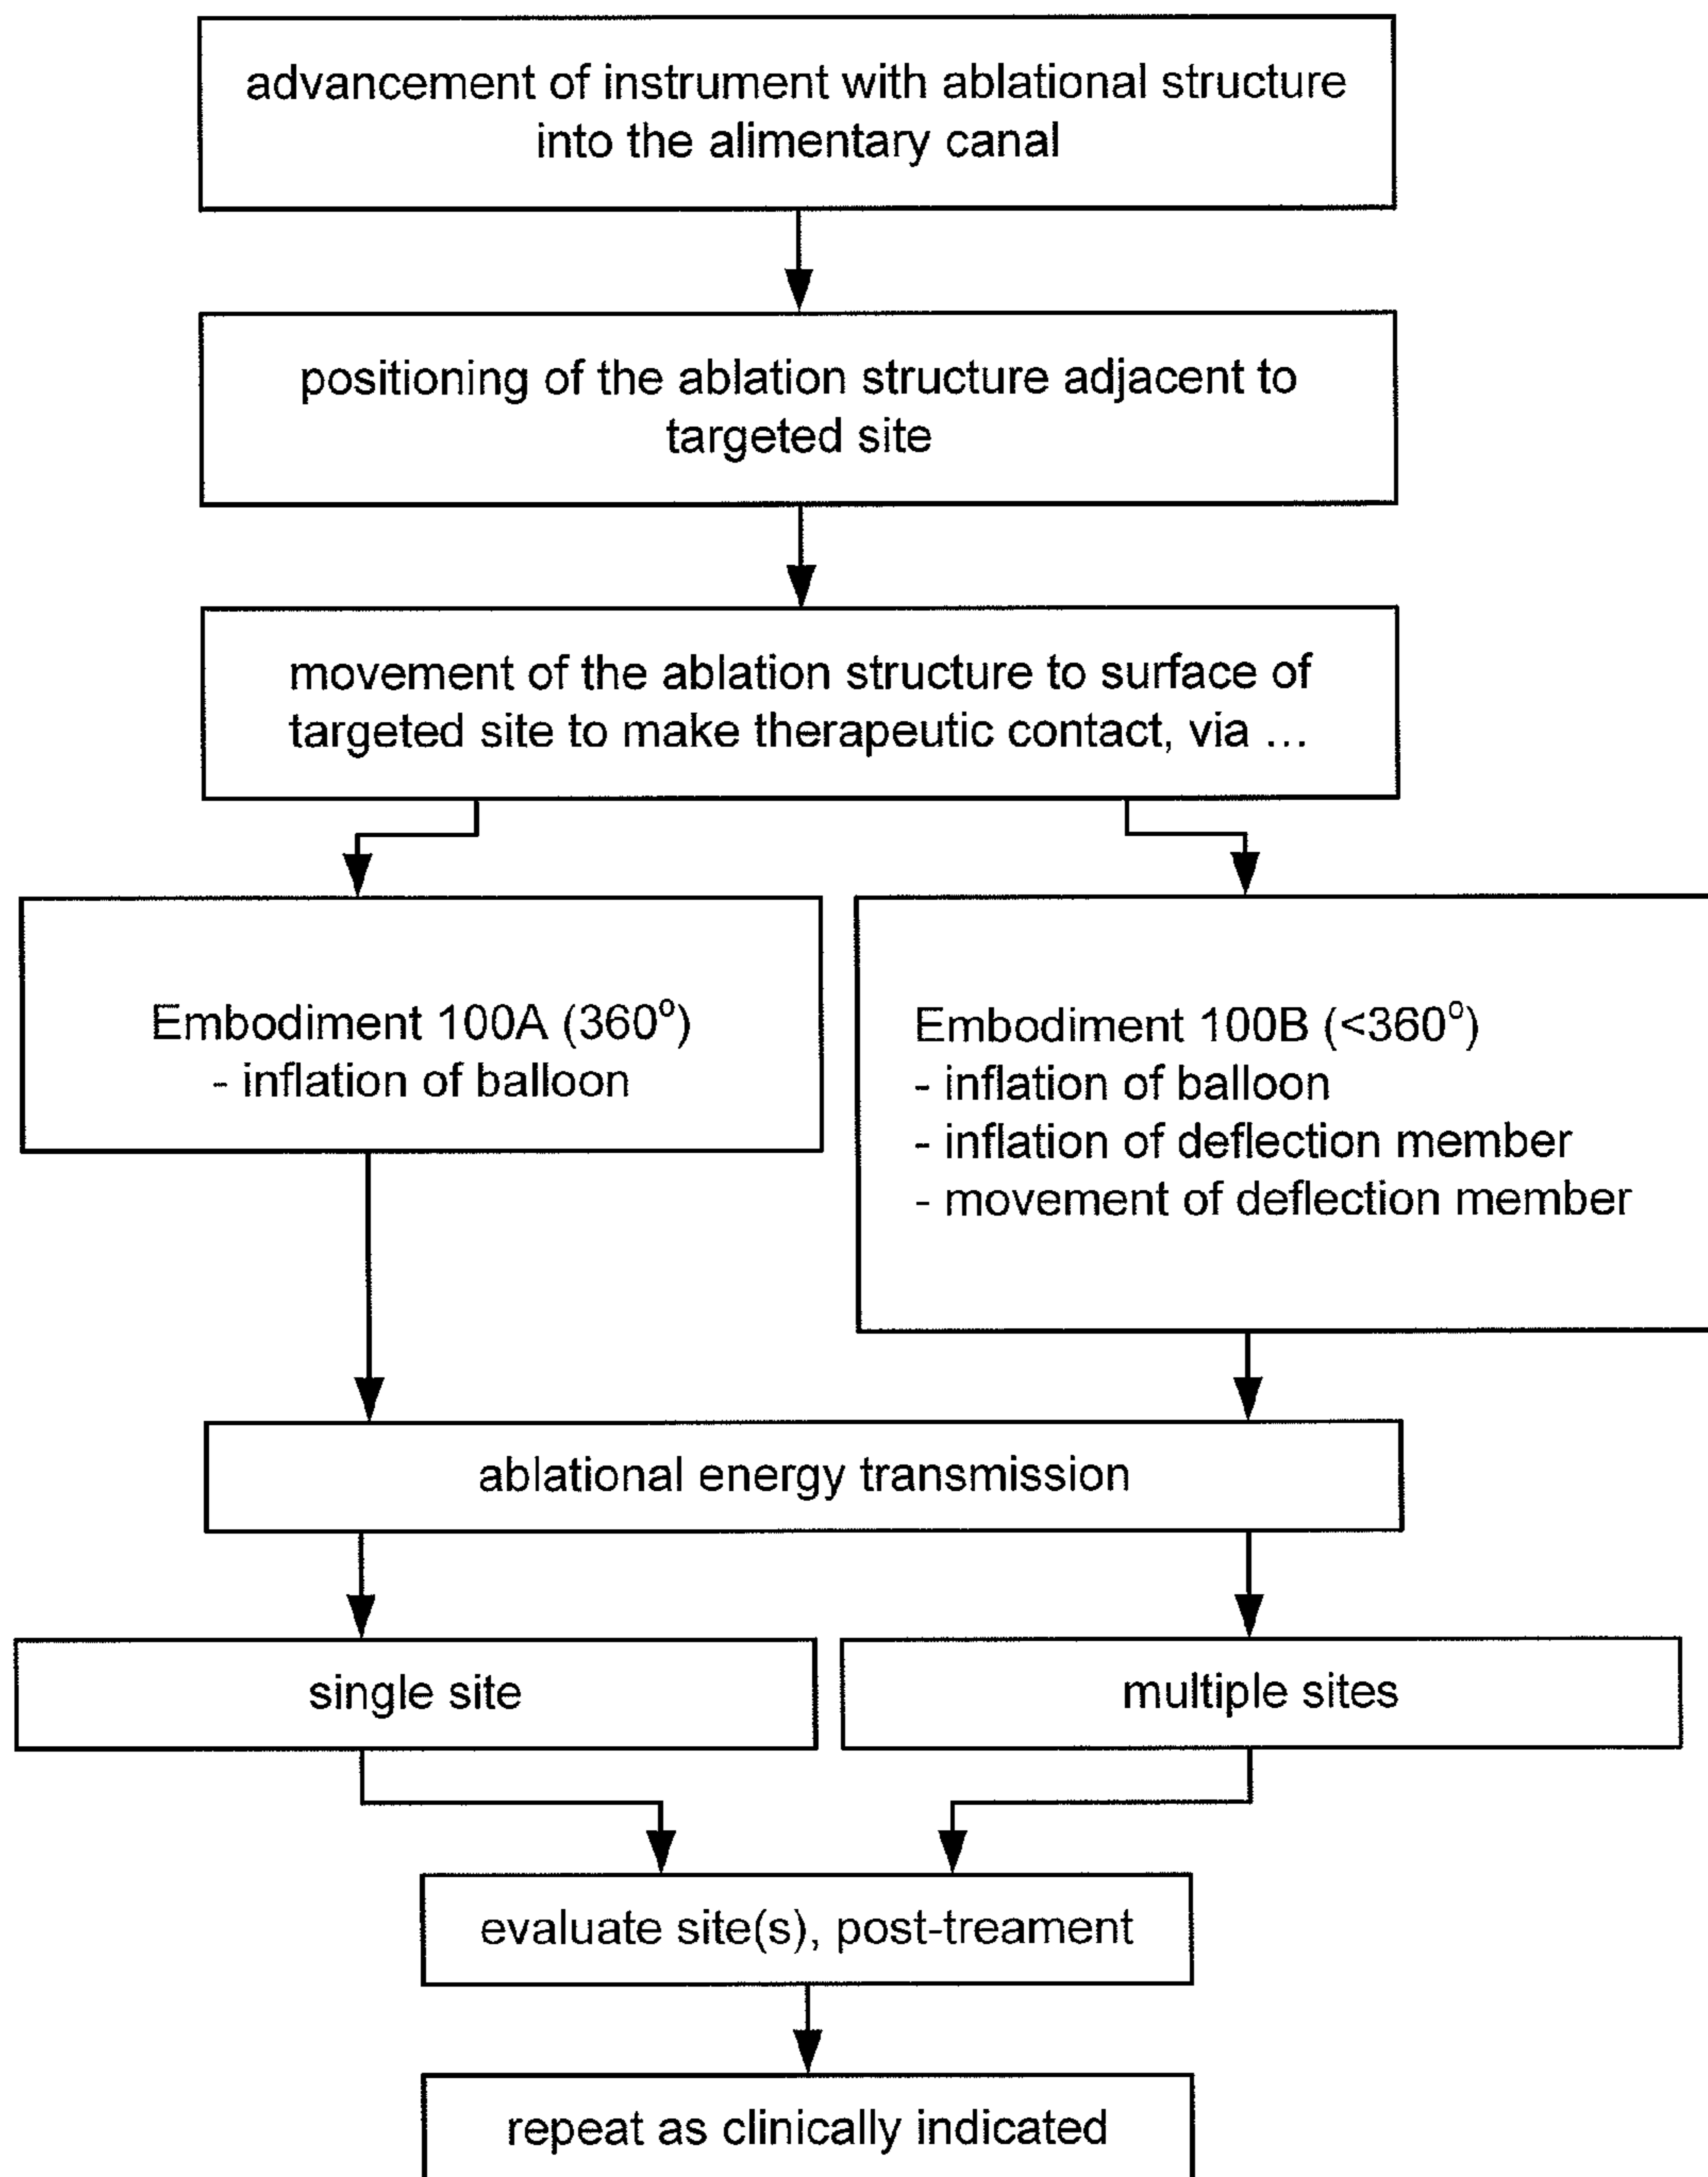 advancement of instrument with ablational structure
into the alimentary canal
positioning of the ablation structure adjacent to
targeted site
movement of the ablation structure to surface of
targeted site to make therapeutic contact, via ...
Embodiment 100A (360°)
- inflation of balloon
Embodiment 100B (<360°)
- inflation of balloon
- inflation of deflection member
- movement of deflection member
ablational energy transmission
single site
multiple sites
evaluate site(s), post-treament
repeat as clinically indicated